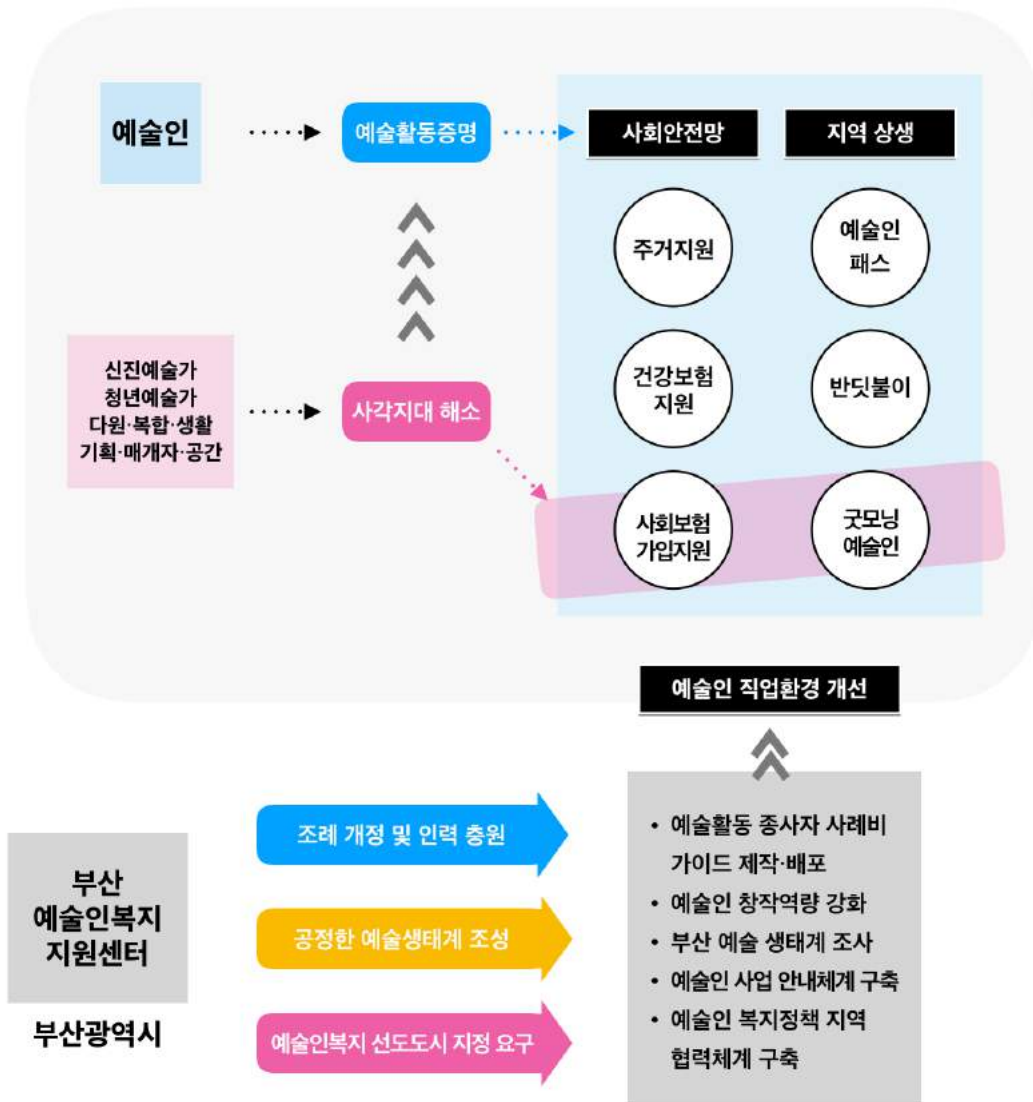 예술인
예술활동증명
사회안전망
지역 상생
주거지원
예술인
패스
신진예술가
청년예술가
다원·복합·생활
기획·매개자·공간
사각지대 해소
건강보험
지원
반딧불이
사회보험
가입지원
굿모닝
예술인
예술인 직업환경 개선
부산
예술인복지
지원센터
부산광역시
조례 개정 및 인력 충원
공정한 예술생태계 조성
예술인복지 선도도시 지정 요구
• 예술활동 종사자 사례비
가이드 제작·배포
• 예술인 창작역량 강화
• 부산 예술 생태계 조사
• 예술인 사업 안내체계 구축
• 예술인 복지정책 지역
협력체계 구축